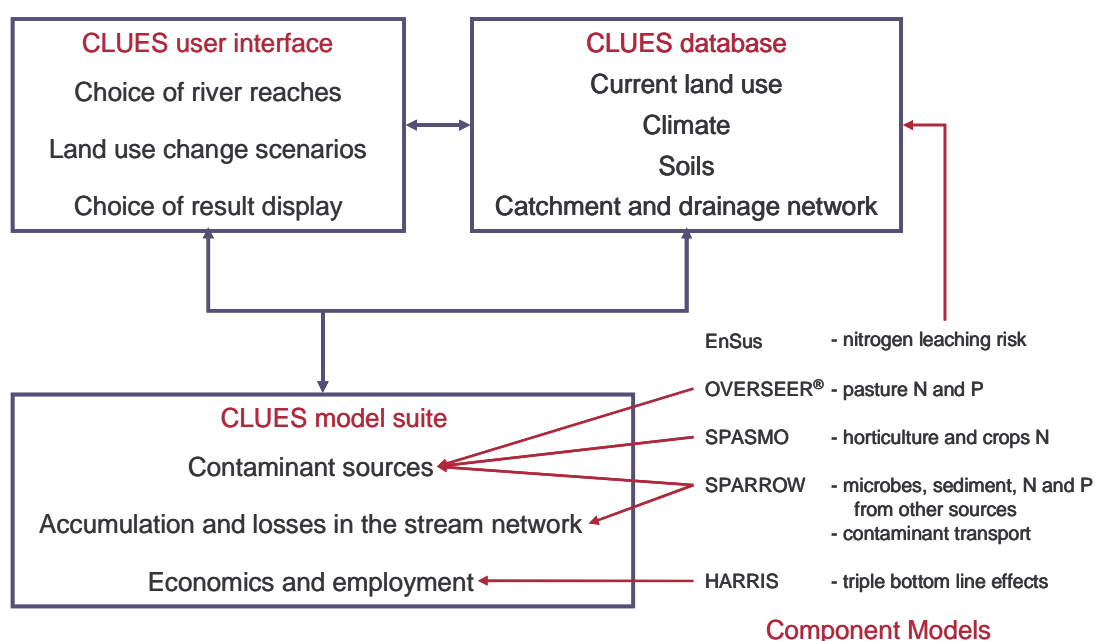 CLUES user interface
Choice of river reaches
Land use change scenarios
Choice of result display
CLUES database
Current land use
Climate
Soils
Catchment and drainage network
CLUES model suite
Contaminant sources
Accumulation and losses in the stream network
Economics and employment
EnSus - nitrogen leaching risk
OVERSEER® - pasture N and P
SPASMO - horticulture and crops N
SPARROW - microbes, sediment, N and P
from other sources
- contaminant transport
HARRIS - triple bottom line effects
Component Models